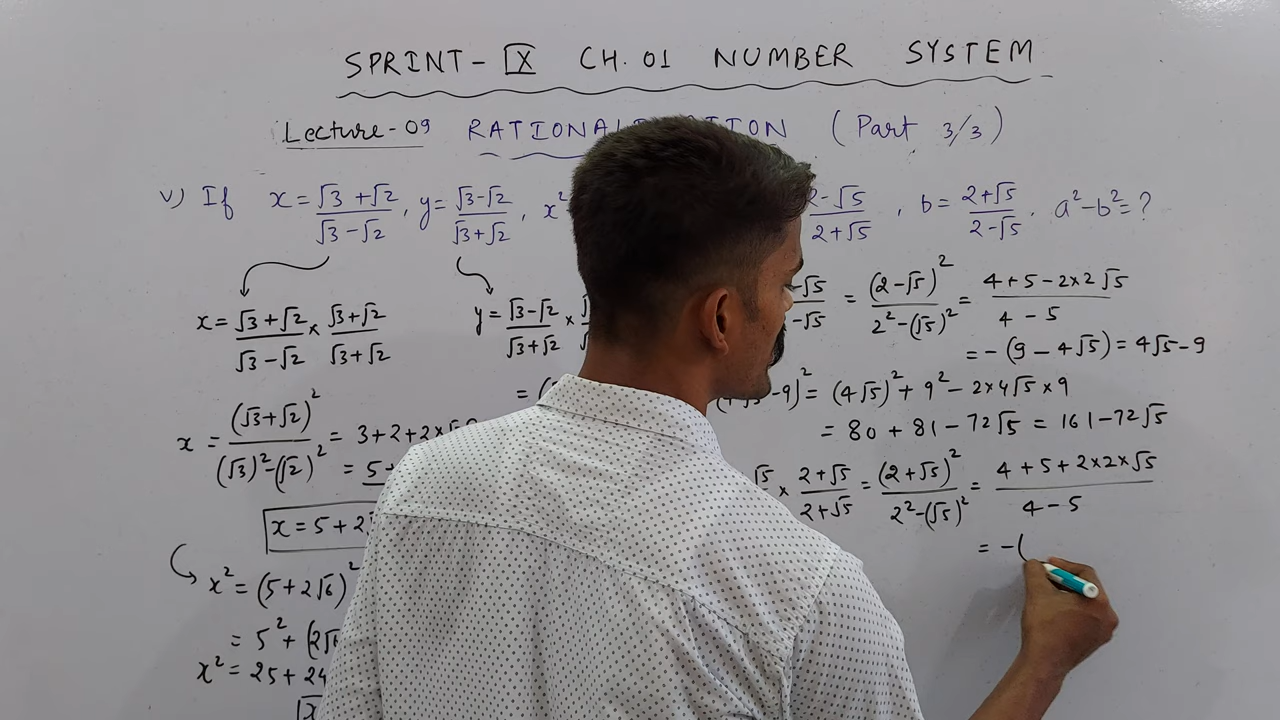 SPRINT - IX CH. 01 NUMBER SYSTEM
Lecture - 09 RATIONAL TION (Part 3/3)
v) If x = (√3 + √2)/(√3 - √2), y = (√3 - √2)/(√3 + √2), x² 2 - √5/2 + √5, b = (2 + √5)/(2 - √5). a² - b² = ?
x = (√3 + √2)/(√3 - √2) × (√3 + √2)/(√3 + √2)
x = (√3 + √2)²/((√3)² - (√2)²) = 3 + 2 + 2 ×
= 5 +
x = 5 + 2
x² = (5 + 2√6)²
= 5² + (2√
x² = 25 + 24
y = (√3 - √2)/(√3 + √2) ×
= (
-√5/-√5 = (2 - √5)²/(2² - (√5)²) = (4 + 5 - 2 × 2√5)/(4 - 5)
= - (9 - 4√5) = 4√5 - 9
- 9)² = (4√5)² + 9² - 2 × 4√5 × 9
= 80 + 81 - 72√5 = 161 - 72√5
√5 × (2 + √5)/(2 + √5) = (2 + √5)²/(2² - (√5)²) = (4 + 5 + 2 × 2 × √5)/(4 - 5)
= - (